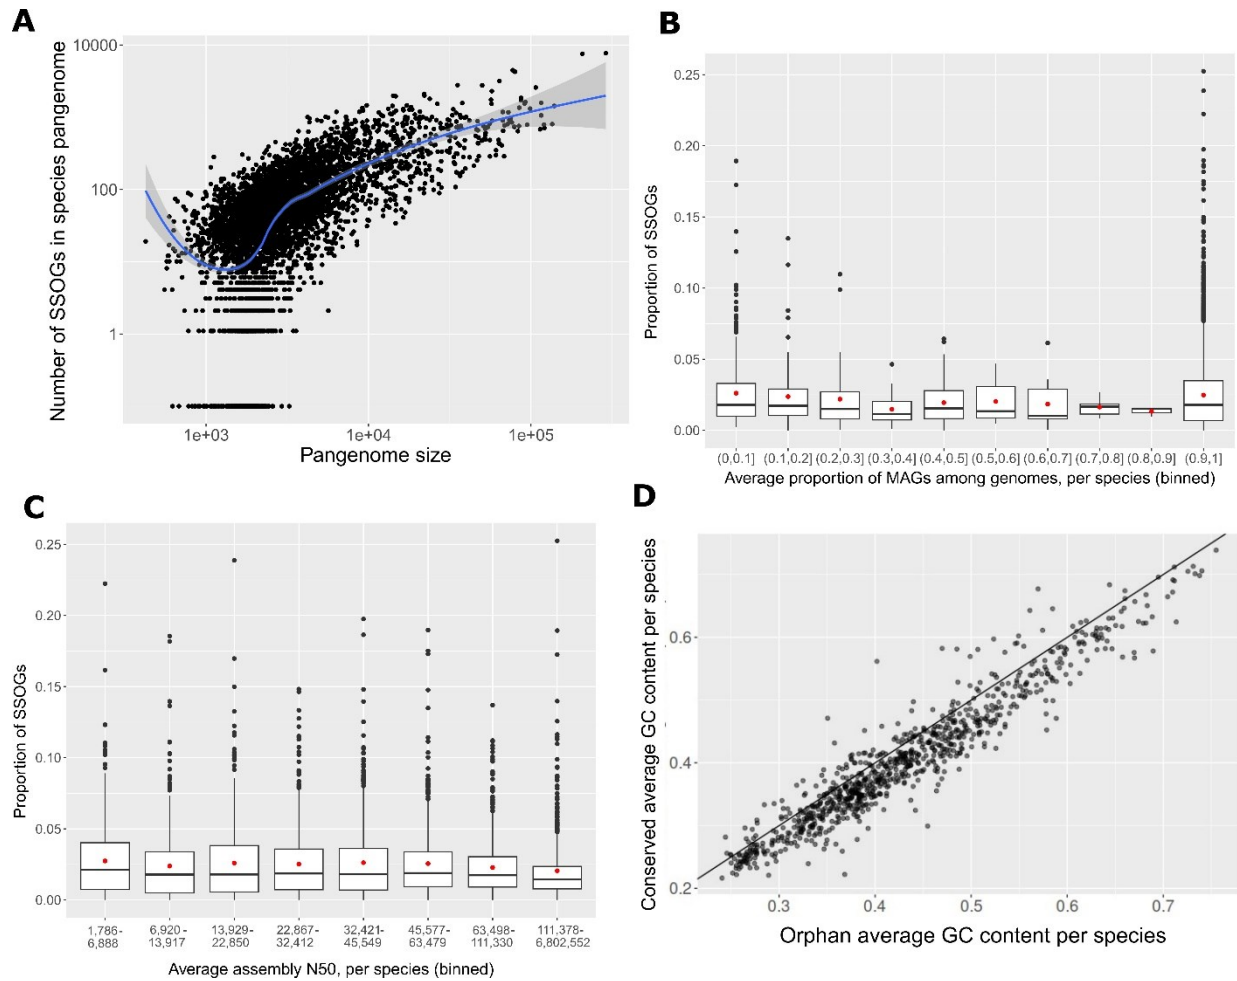 A
Number of SSOGs in species pangenome
10000
100
1
1e+03 1e+04 1e+05
Pangenome size
B
Proportion of SSOGs
0.25
0.20
0.15
0.10
0.05
0.00
(0,0.1] (0.1,0.2] (0.2,0.3] (0.3,0.4] (0.4,0.5] (0.5,0.6] (0.6,0.7] (0.7,0.8] (0.8,0.9] (0.9,1]
Average proportion of MAGs among genomes, per species (binned)
C
Proportion of SSOGs
0.25
0.20
0.15
0.10
0.05
0.00
1,786- 6,920- 13,929- 22,867- 32,421- 45,577- 63,498- 111,378-
6,888 13,917 22,850 32,412 45,549 63,479 111,330 6,802,552
Average assembly N50, per species (binned)
D
Conserved average GC content per species
0.6
0.4
0.2
0.3 0.4 0.5 0.6 0.7
Orphan average GC content per species